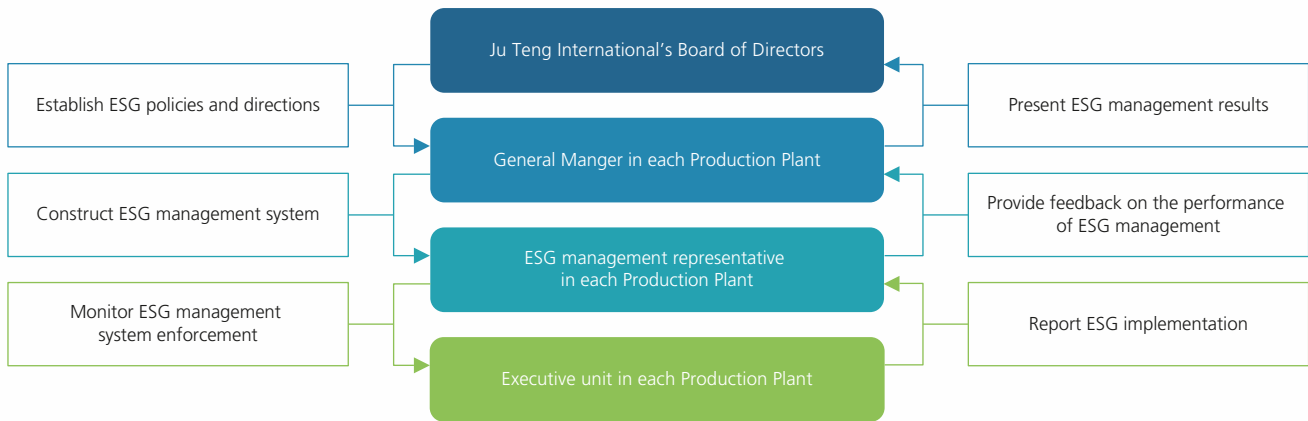 Ju Teng International's Board of Directors
Establish ESG policies and directions
Present ESG management results
General Manger in each Production Plant
Construct ESG management system
Provide feedback on the performance
of ESG management
ESG management representative
in each Production Plant
Monitor ESG management
system enforcement
Report ESG implementation
Executive unit in each Production Plant